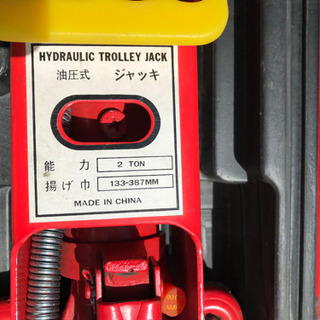 HYDRAULIC TROLLEY JACK
油圧式 ジャッキ
能 力 2 TON
揚げ巾 133-387MM
MADE IN CHINA